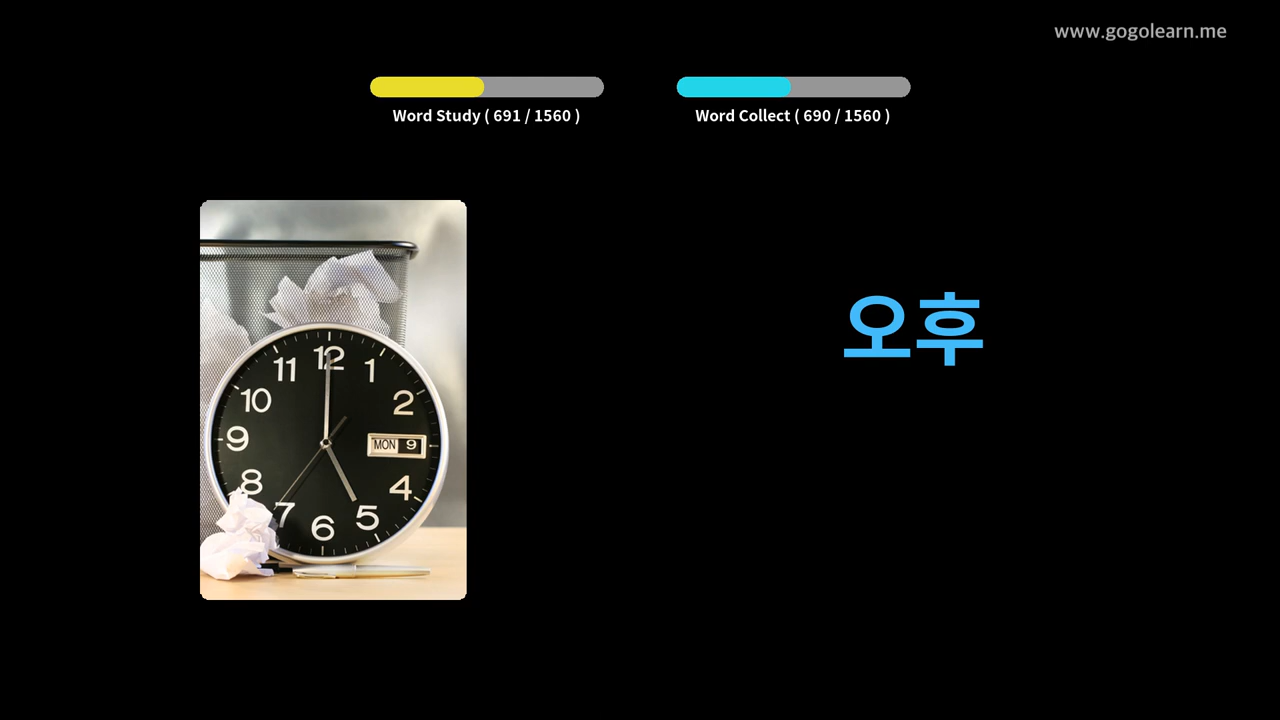 www.gogolearn.me
Word Study ( 691 / 1560 )
Word Collect ( 690 / 1560 )
오후
12
11
1
10
2
9
MON 9
8
4
7
5
6